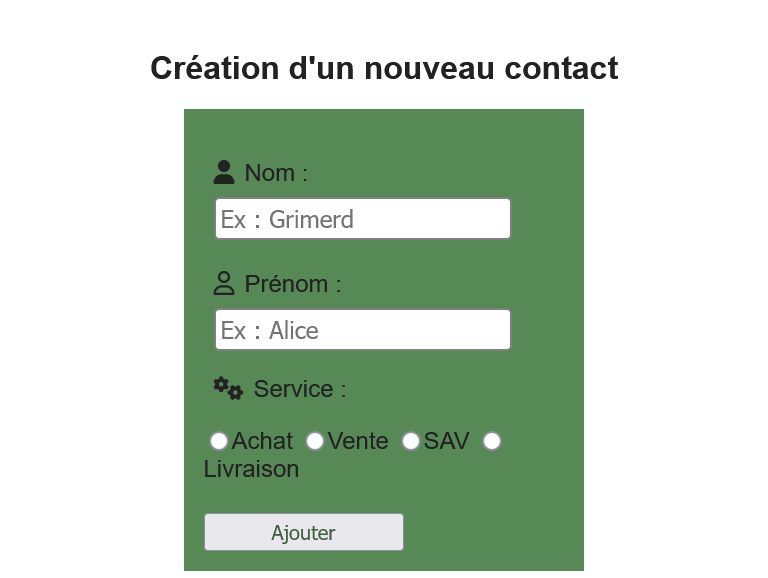 Création d'un nouveau contact
Nom :
Ex : Grimerd
Prénom :
Ex : Alice
Service :
Achat Vente SAV
Livraison
Ajouter